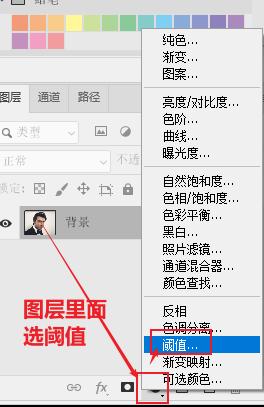 蜡笔
图层 通道 路径
类型
正常 不透
锁定:
背景
图层里面
选阈值
fx
纯色...
渐变...
图案...
亮度/对比度...
色阶...
曲线...
曝光度...
自然饱和度...
色相/饱和度...
色彩平衡...
黑白...
照片滤镜...
通道混合器...
颜色查找...
反相
色调分离...
阈值...
渐变映射...
可选颜色...